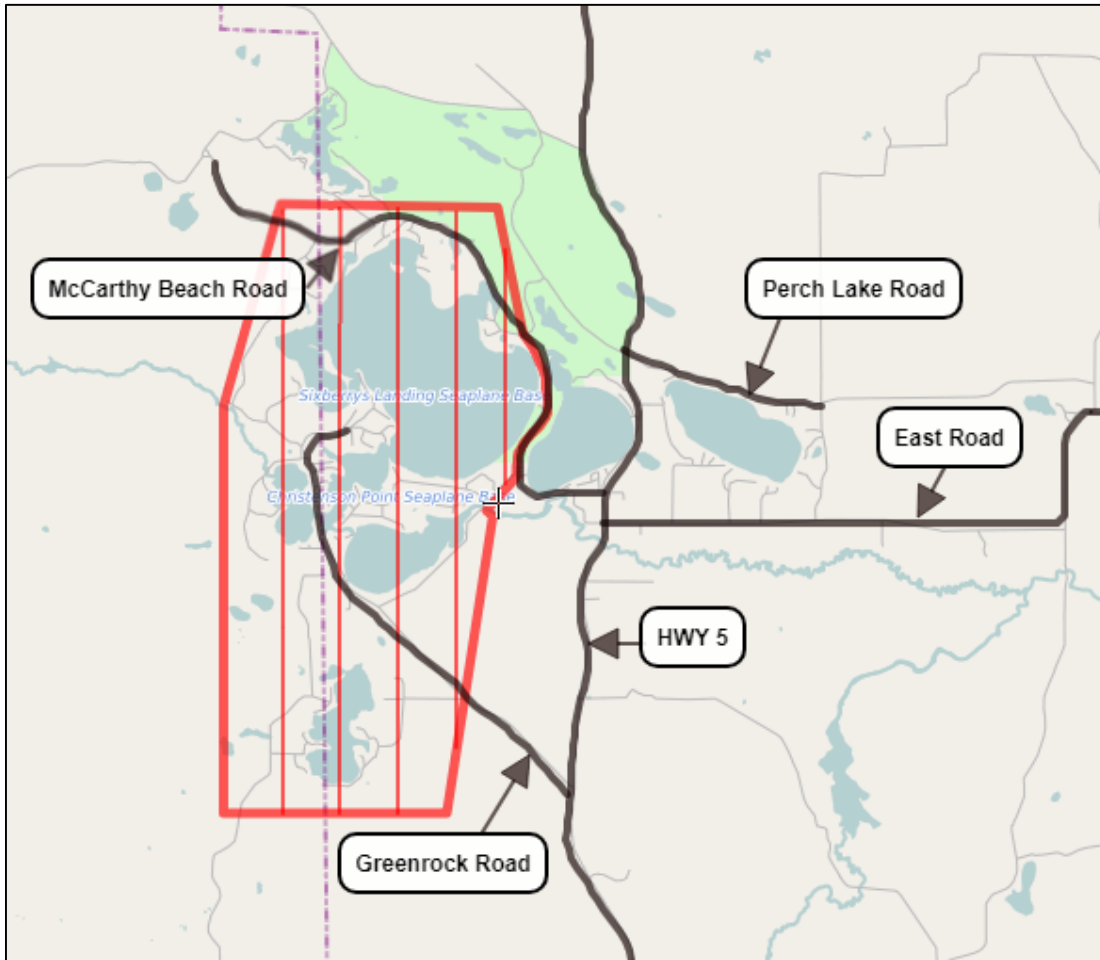 McCarthy Beach Road
Perch Lake Road
Sixberrys Landing Seaplane Bas
East Road
Christenson Point Seaplane Base
HWY 5
Greenrock Road